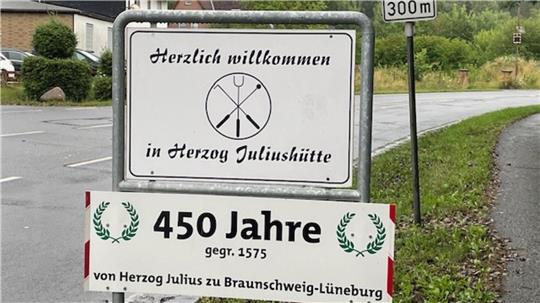 300 m
Herzlich willkommen
in Herzog Juliushütte
450 Jahre
gegr. 1575
von Herzog Julius zu Braunschweig-Lüneburg